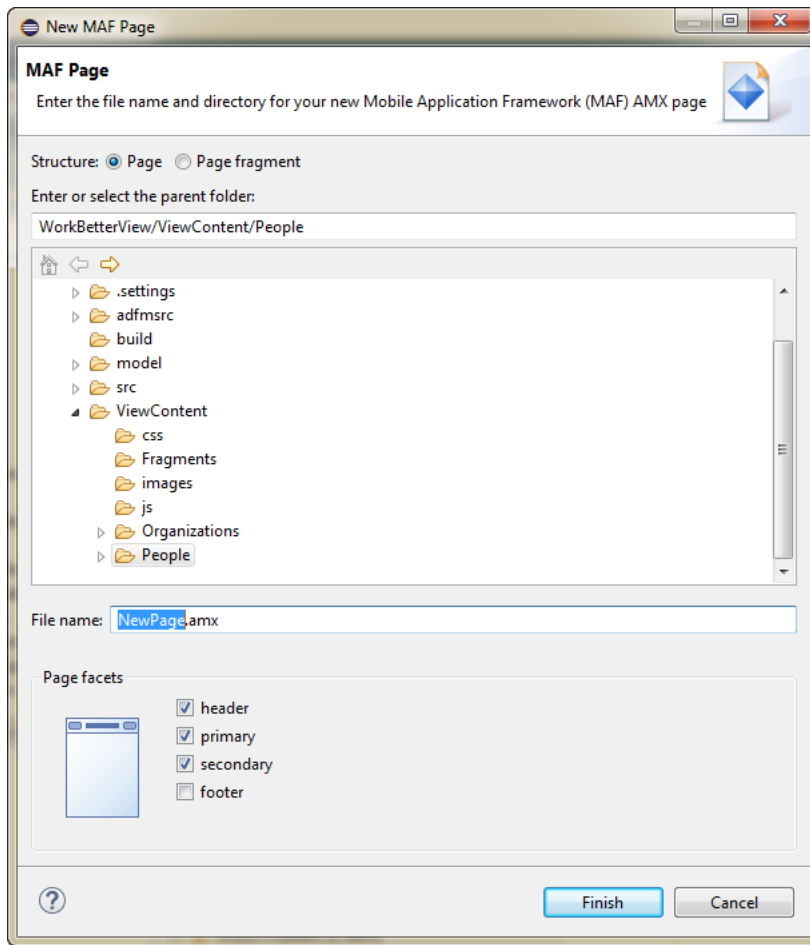 New MAF Page
MAF Page
Enter the file name and directory for your new Mobile Application Framework (MAF) AMX page
Structure: Page Page fragment
Enter or select the parent folder:
WorkBetterView/ViewContent/People
.settings
adfmsrc
build
model
src
ViewContent
css
Fragments
images
js
Organizations
People
File name: NewPage.amx
Page facets
header
primary
secondary
footer
Finish Cancel